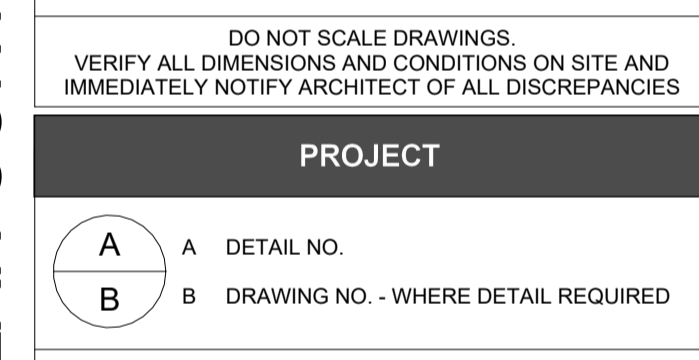 DO NOT SCALE DRAWINGS.
VERIFY ALL DIMENSIONS AND CONDITIONS ON SITE AND
IMMEDIATELY NOTIFY ARCHITECT OF ALL DISCREPANCIES
PROJECT
A
B
A DETAIL NO.
B DRAWING NO. - WHERE DETAIL REQUIRED